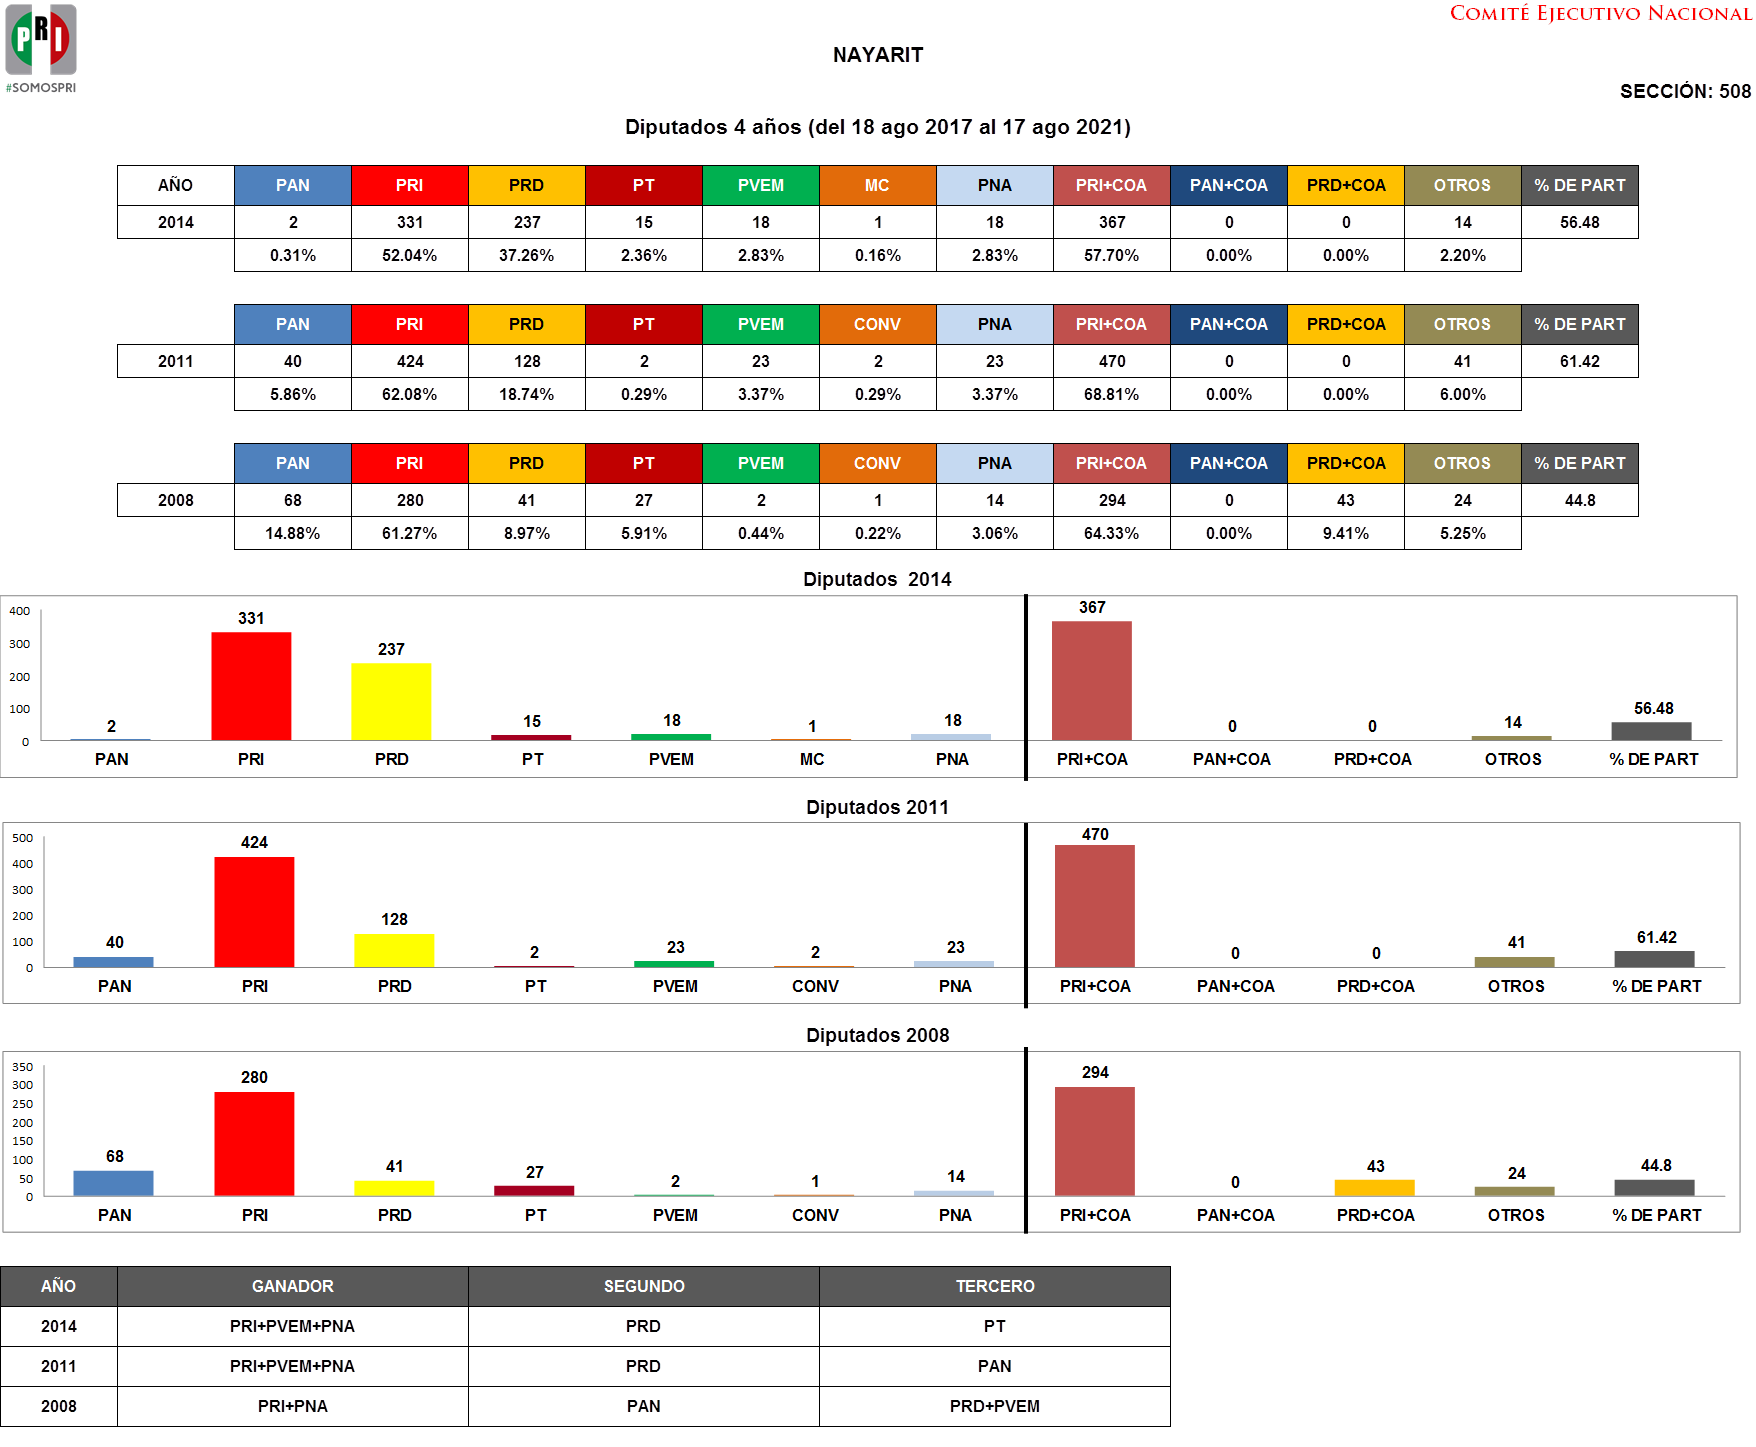 PRI
#SOMOSPRI
COMITÉ EJECUTIVO NACIONAL
NAYARIT
SECCIÓN: 508
Diputados 4 años (del 18 ago 2017 al 17 ago 2021)
AÑO PAN PRI PRD PT PVEM MC PNA PRI+COA PAN+COA PRD+COA OTROS % DE PART
2014 2 331 237 15 18 1 18 367 0 0 14 56.48
0.31% 52.04% 37.26% 2.36% 2.83% 0.16% 2.83% 57.70% 0.00% 0.00% 2.20%
PAN PRI PRD PT PVEM CONV PNA PRI+COA PAN+COA PRD+COA OTROS % DE PART
2011 40 424 128 2 23 2 23 470 0 0 41 61.42
5.86% 62.08% 18.74% 0.29% 3.37% 0.29% 3.37% 68.81% 0.00% 0.00% 6.00%
PAN PRI PRD PT PVEM CONV PNA PRI+COA PAN+COA PRD+COA OTROS % DE PART
2008 68 280 41 27 2 1 14 294 0 43 24 44.8
14.88% 61.27% 8.97% 5.91% 0.44% 0.22% 3.06% 64.33% 0.00% 9.41% 5.25%
Diputados 2014
400
300
200
100
0
2 331 237 15 18 1 18 367 0 0 14 56.48
PAN PRI PRD PT PVEM MC PNA PRI+COA PAN+COA PRD+COA OTROS % DE PART
Diputados 2011
500
400
300
200
100
0
40 424 128 2 23 2 23 470 0 0 41 61.42
PAN PRI PRD PT PVEM CONV PNA PRI+COA PAN+COA PRD+COA OTROS % DE PART
Diputados 2008
350
300
250
200
150
100
50
0
68 280 41 27 2 1 14 294 0 43 24 44.8
PAN PRI PRD PT PVEM CONV PNA PRI+COA PAN+COA PRD+COA OTROS % DE PART
AÑO GANADOR SEGUNDO TERCERO
2014 PRI+PVEM+PNA PRD PT
2011 PRI+PVEM+PNA PRD PAN
2008 PRI+PNA PAN PRD+PVEM